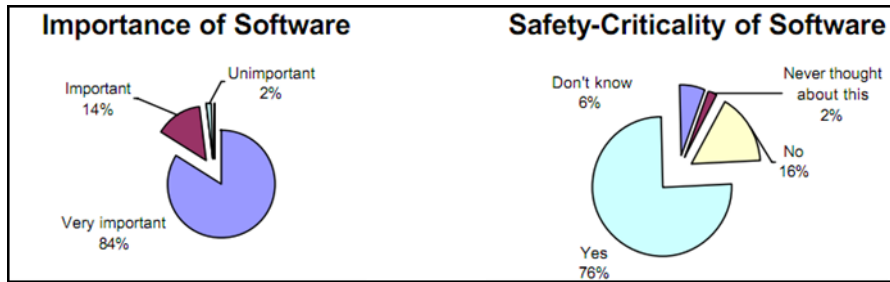 Importance of Software
Unimportant
2%
Important
14%
Very important
84%
Safety-Criticality of Software
Don't know
6%
Never thought
about this
2%
No
16%
Yes
76%